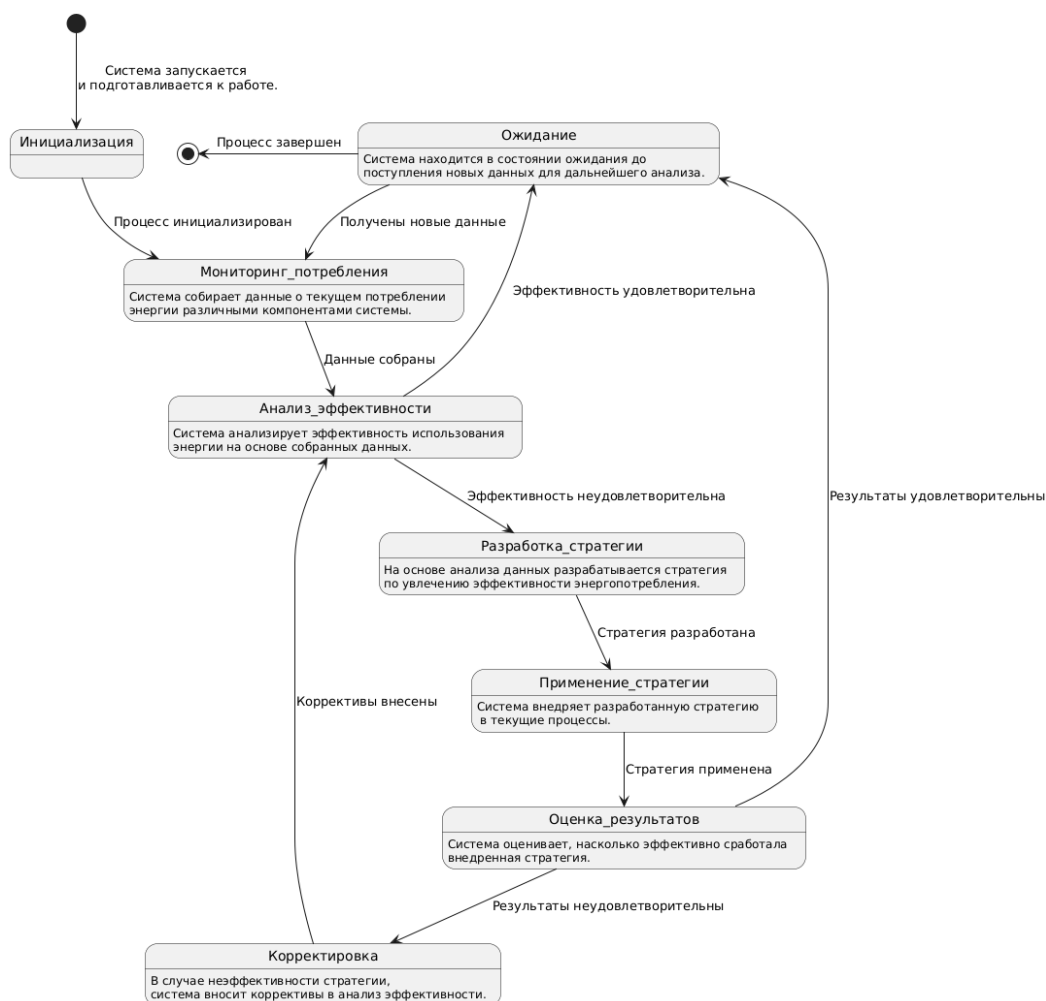 Система запускается
и подготавливается к работе.
Инициализация
Процесс завершен
Ожидание
Система находится в состоянии ожидания до
поступления новых данных для дальнейшего анализа.
Процесс инициализирован
Получены новые данные
Мониторинг_потребления
Система собирает данные о текущем потреблении
энергии различными компонентами системы.
Эффективность удовлетворительна
Данные собраны
Анализ_эффективности
Система анализирует эффективность использования
энергии на основе собранных данных.
Эффективность неудовлетворительна
Результаты удовлетворительны
Разработка_стратегии
На основе анализа данных разрабатывается стратегия
по увлечению эффективности энергопотребления.
Стратегия разработана
Применение_стратегии
Система внедряет разработанную стратегию
в текущие процессы.
Коррективы внесены
Стратегия применена
Оценка_результатов
Система оценивает, насколько эффективно сработала
внедренная стратегия.
Результаты неудовлетворительны
Корректировка
В случае неэффективности стратегии,
система вносит коррективы в анализ эффективности.